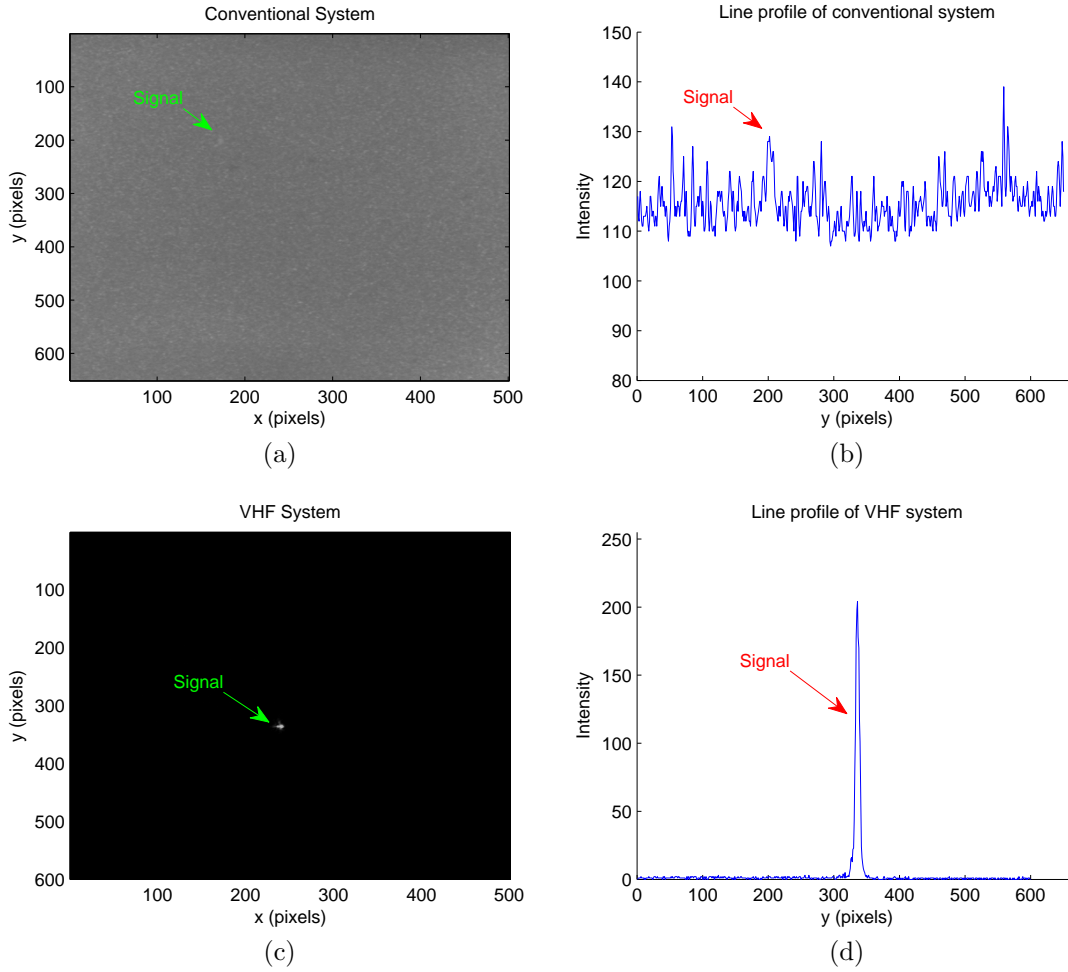 Conventional System
Signal
100
200
300
400
500
600
y (pixels)
100
200
300
400
500
x (pixels)
(a)
Line profile of conventional system
Signal
150
140
130
120
110
100
90
80
Intensity
0
100
200
300
400
500
600
y (pixels)
(b)
VHF System
Signal
100
200
300
400
500
600
y (pixels)
100
200
300
400
500
x (pixels)
(c)
Line profile of VHF system
Signal
250
200
150
100
50
0
Intensity
0
100
200
300
400
500
600
y (pixels)
(d)